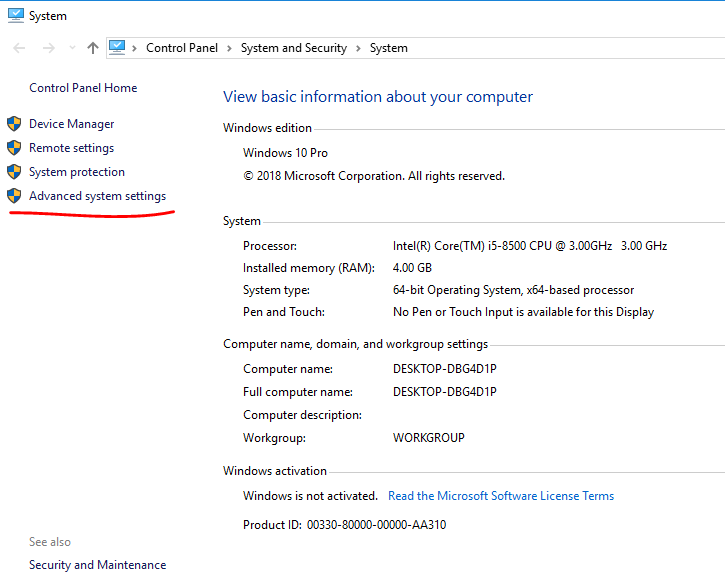 System
Control Panel > System and Security > System
Control Panel Home
Device Manager
Remote settings
System protection
Advanced system settings
See also
Security and Maintenance
View basic information about your computer
Windows edition
Windows 10 Pro
© 2018 Microsoft Corporation. All rights reserved.
System
Processor: Intel(R) Core(TM) i5-8500 CPU @ 3.00GHz 3.00 GHz
Installed memory (RAM): 4.00 GB
System type: 64-bit Operating System, x64-based processor
Pen and Touch: No Pen or Touch Input is available for this Display
Computer name, domain, and workgroup settings
Computer name: DESKTOP-DBG4D1P
Full computer name: DESKTOP-DBG4D1P
Computer description:
Workgroup: WORKGROUP
Windows activation
Windows is not activated. Read the Microsoft Software License Terms
Product ID: 00330-80000-00000-AA310